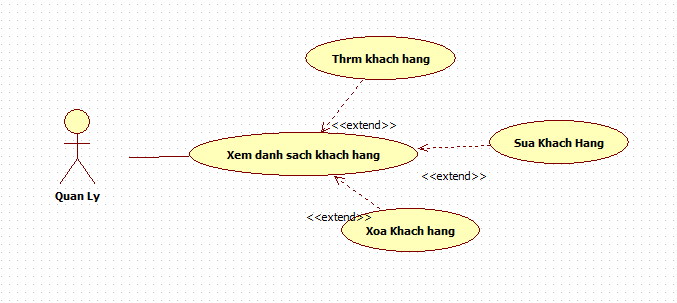 Thrm khach hang
<<extend>>
Sua Khach Hang
Xem danh sach khach hang
<<extend>>
Quan Ly
<<extend>>
Xoa Khach hang